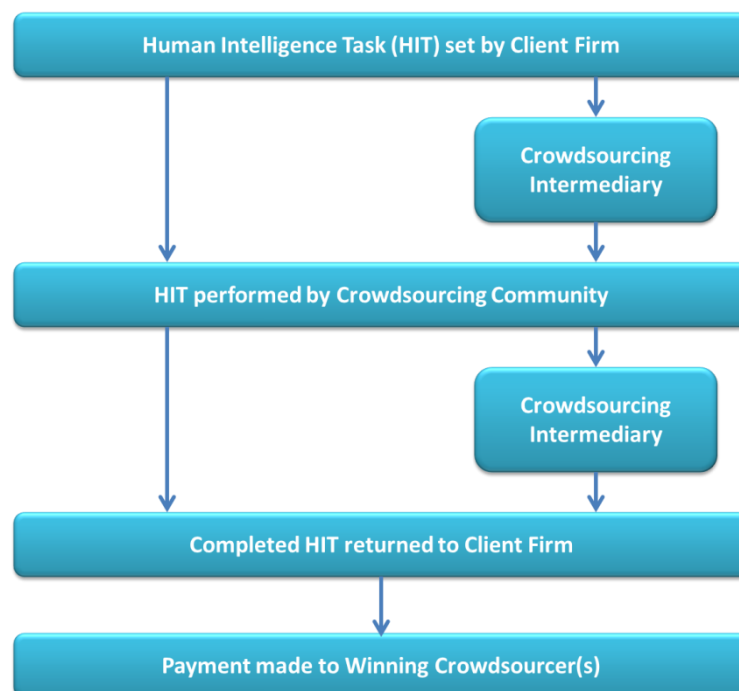 Human Intelligence Task (HIT) set by Client Firm
Crowdsourcing
Intermediary
HIT performed by Crowdsourcing Community
Crowdsourcing
Intermediary
Completed HIT returned to Client Firm
Payment made to Winning Crowdsourcer(s)